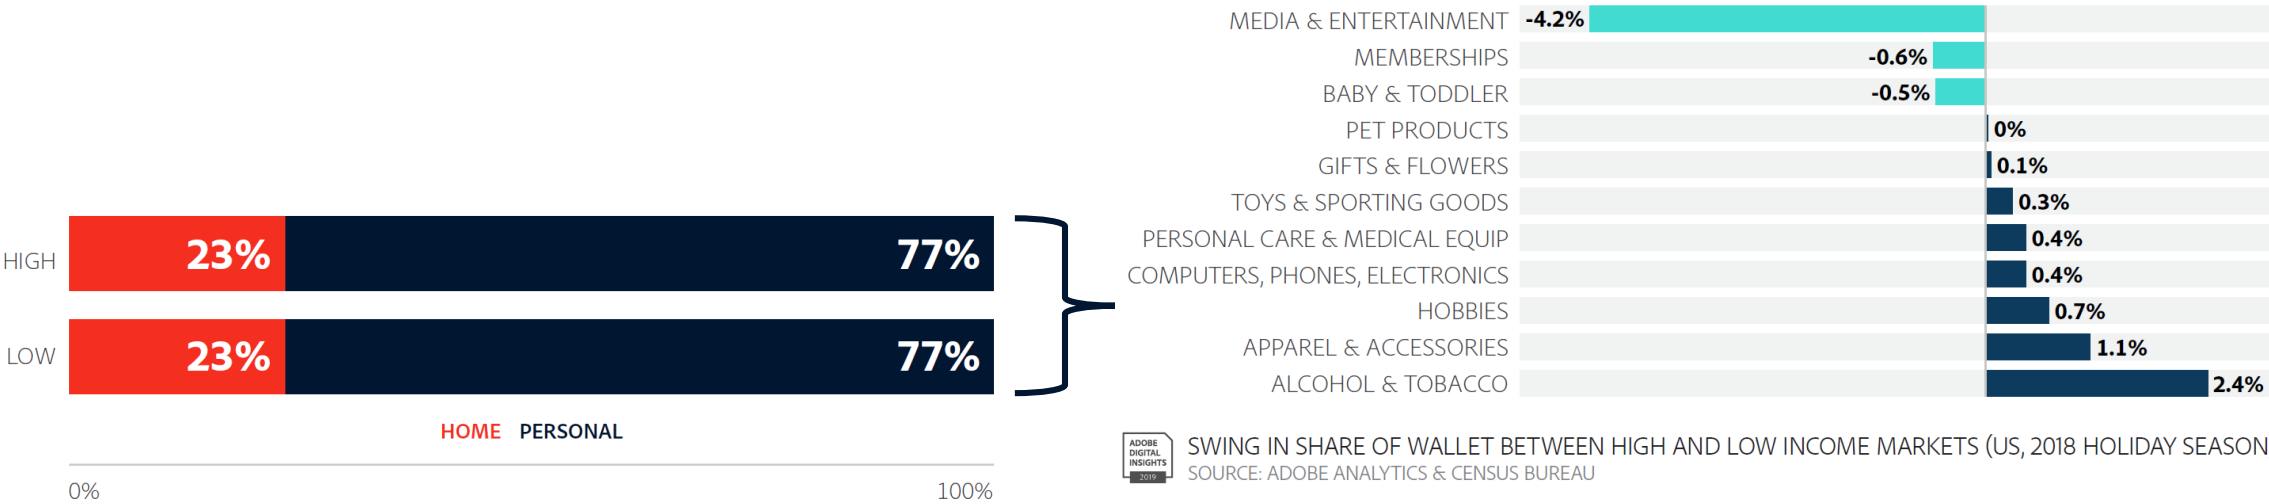 HIGH 23% 77%
LOW 23% 77%
HOME PERSONAL
0% 100%
MEDIA & ENTERTAINMENT -4.2%
MEMBERSHIPS -0.6%
BABY & TODDLER -0.5%
PET PRODUCTS 0%
GIFTS & FLOWERS 0.1%
TOYS & SPORTING GOODS 0.3%
PERSONAL CARE & MEDICAL EQUIP 0.4%
COMPUTERS, PHONES, ELECTRONICS 0.4%
HOBBIES 0.7%
APPAREL & ACCESSORIES 1.1%
ALCOHOL & TOBACCO 2.4%
ADOBE
DIGITAL
INSIGHTS
2019
SWING IN SHARE OF WALLET BETWEEN HIGH AND LOW INCOME MARKETS (US, 2018 HOLIDAY SEASON
SOURCE: ADOBE ANALYTICS & CENSUS BUREAU